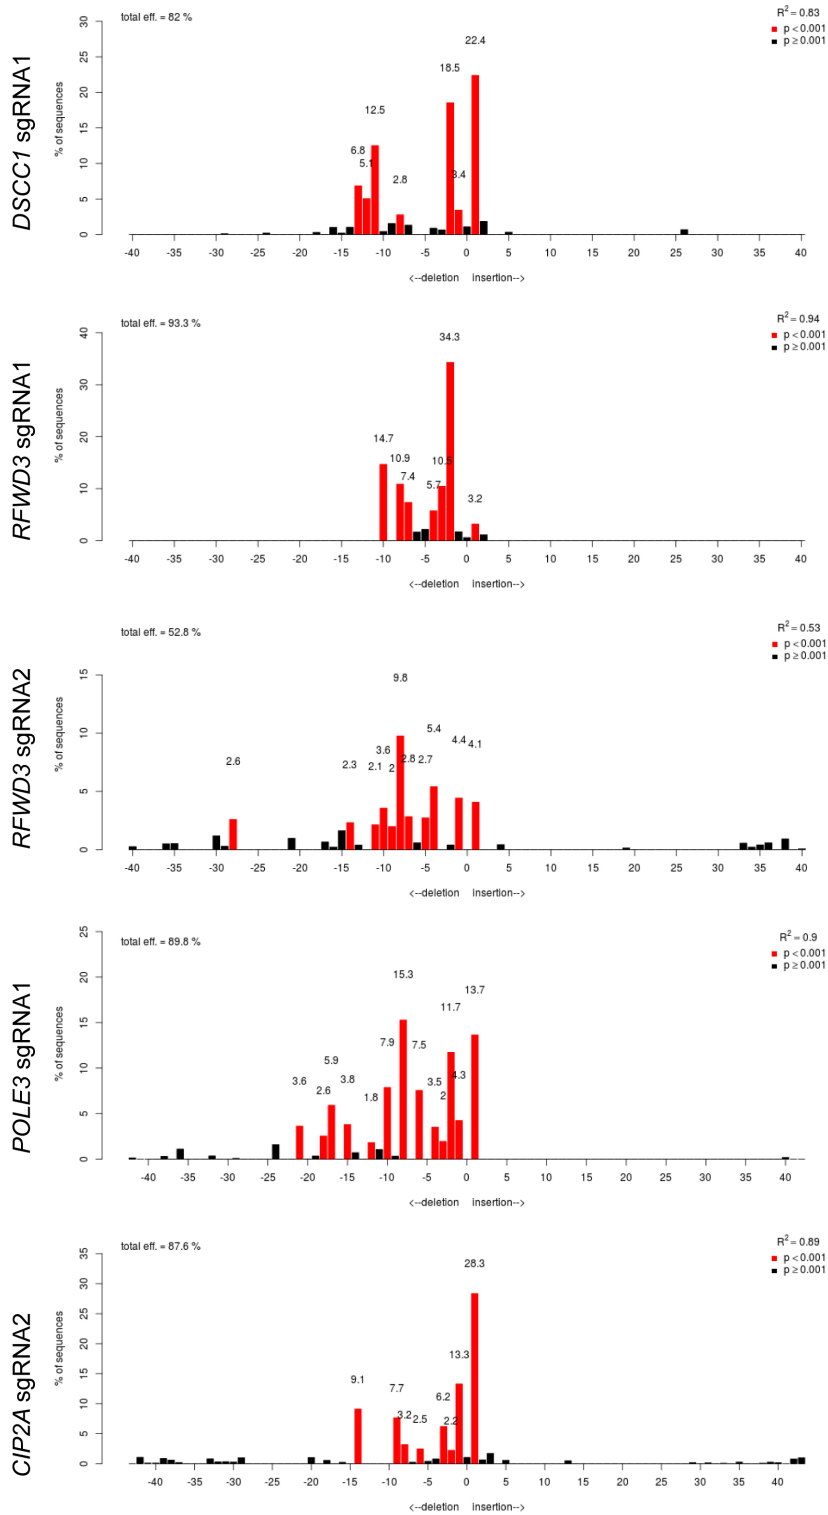 DSCC1 sgRNA1
total eff. = 82 %
R² = 0.83
p < 0.001
p ≥ 0.001
% of sequences
0 5 10 15 20 25 30
6.8 5.1 12.5 2.8 18.5 3.4 22.4
-40 -35 -30 -25 -20 -15 -10 -5 0 5 10 15 20 25 30 35 40
<--deletion insertion-->
RFWD3 sgRNA1
total eff. = 93.3 %
R² = 0.94
p < 0.001
p ≥ 0.001
% of sequences
0 10 20 30 40
14.7 10.9 7.4 5.7 10.5 34.3 3.2
-40 -35 -30 -25 -20 -15 -10 -5 0 5 10 15 20 25 30 35 40
<--deletion insertion-->
RFWD3 sgRNA2
total eff. = 52.8 %
R² = 0.53
p < 0.001
p ≥ 0.001
% of sequences
0 5 10 15
2.6 2.3 2.1 3.6 2 9.8 2.8 2.7 5.4 4.4 4.1
-40 -35 -30 -25 -20 -15 -10 -5 0 5 10 15 20 25 30 35 40
<--deletion insertion-->
POLE3 sgRNA1
total eff. = 89.8 %
R² = 0.9
p < 0.001
p ≥ 0.001
% of sequences
0 5 10 15 20 25
3.6 2.6 5.9 3.8 1.8 7.9 15.3 7.5 3.5 2 11.7 4.3 13.7
-40 -35 -30 -25 -20 -15 -10 -5 0 5 10 15 20 25 30 35 40
<--deletion insertion-->
CIP2A sgRNA2
total eff. = 87.6 %
R² = 0.89
p < 0.001
p ≥ 0.001
% of sequences
0 5 10 15 20 25 30 35
9.1 7.7 3.2 2.5 6.2 2.2 13.3 28.3
-40 -35 -30 -25 -20 -15 -10 -5 0 5 10 15 20 25 30 35 40
<--deletion insertion-->